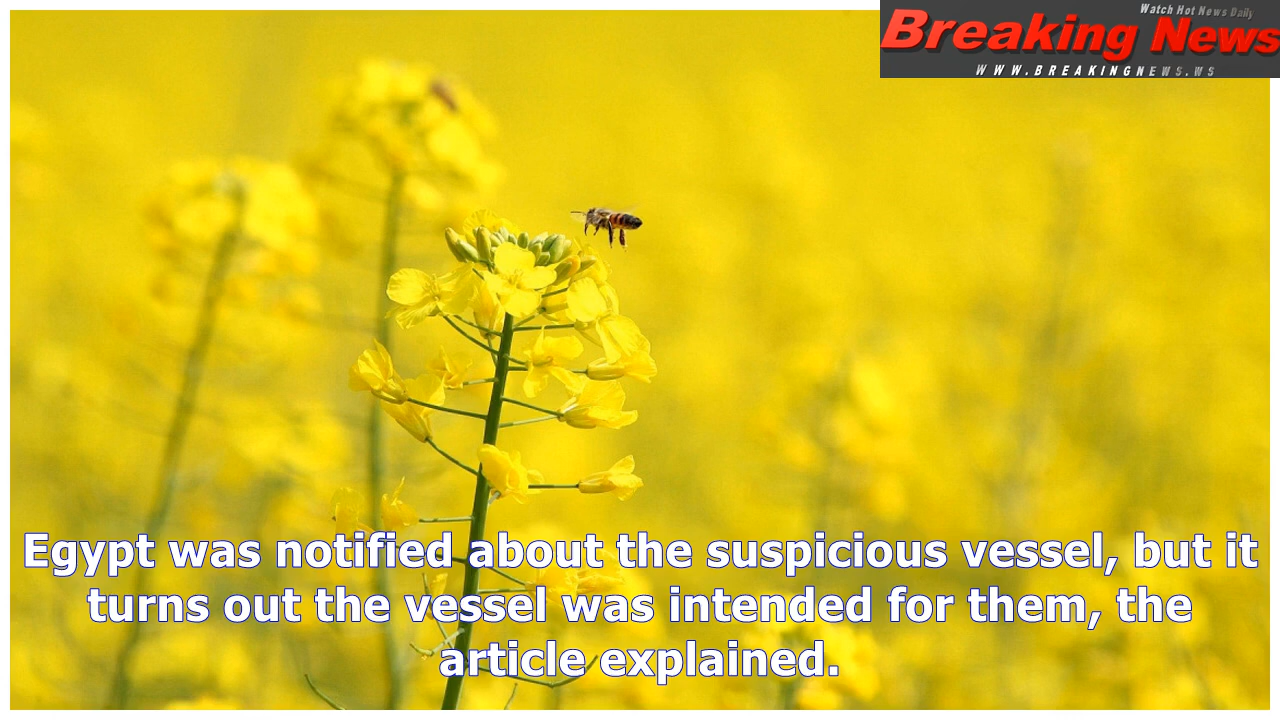 Watch Hot News Daily
Breaking News
WWW.BREAKINGNEWS.WS
Egypt was notified about the suspicious vessel, but it
turns out the vessel was intended for them, the
article explained.